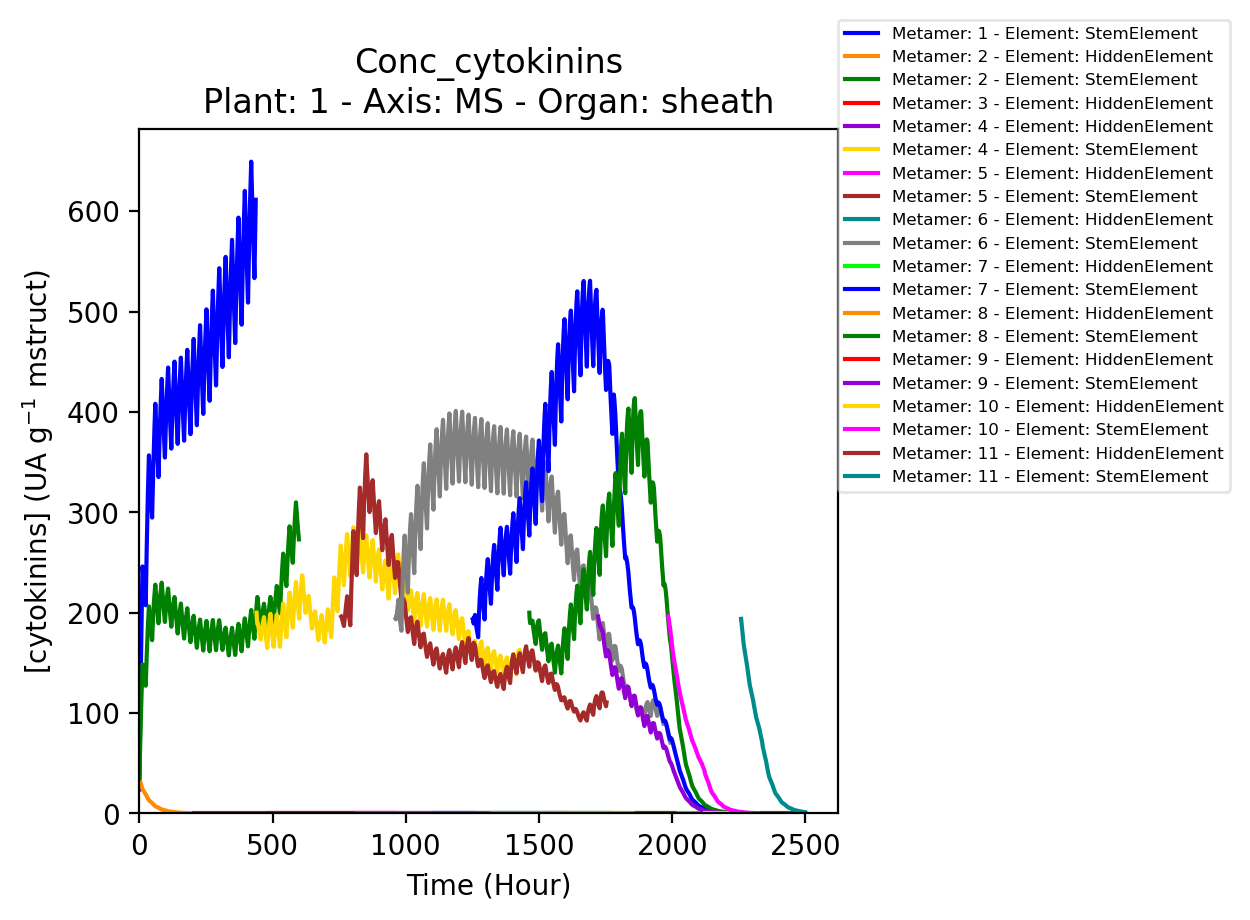 Conc_cytokinins
Plant: 1 - Axis: MS - Organ: sheath
Metamer: 1 - Element: StemElement
Metamer: 2 - Element: HiddenElement
Metamer: 2 - Element: StemElement
Metamer: 3 - Element: HiddenElement
Metamer: 4 - Element: HiddenElement
Metamer: 4 - Element: StemElement
Metamer: 5 - Element: HiddenElement
Metamer: 5 - Element: StemElement
Metamer: 6 - Element: HiddenElement
Metamer: 6 - Element: StemElement
Metamer: 7 - Element: HiddenElement
Metamer: 7 - Element: StemElement
Metamer: 8 - Element: HiddenElement
Metamer: 8 - Element: StemElement
Metamer: 9 - Element: HiddenElement
Metamer: 9 - Element: StemElement
Metamer: 10 - Element: HiddenElement
Metamer: 10 - Element: StemElement
Metamer: 11 - Element: HiddenElement
Metamer: 11 - Element: StemElement
[cytokinins] (UA g⁻¹ mstruct)
600
500
400
300
200
100
0
0 500 1000 1500 2000 2500
Time (Hour)